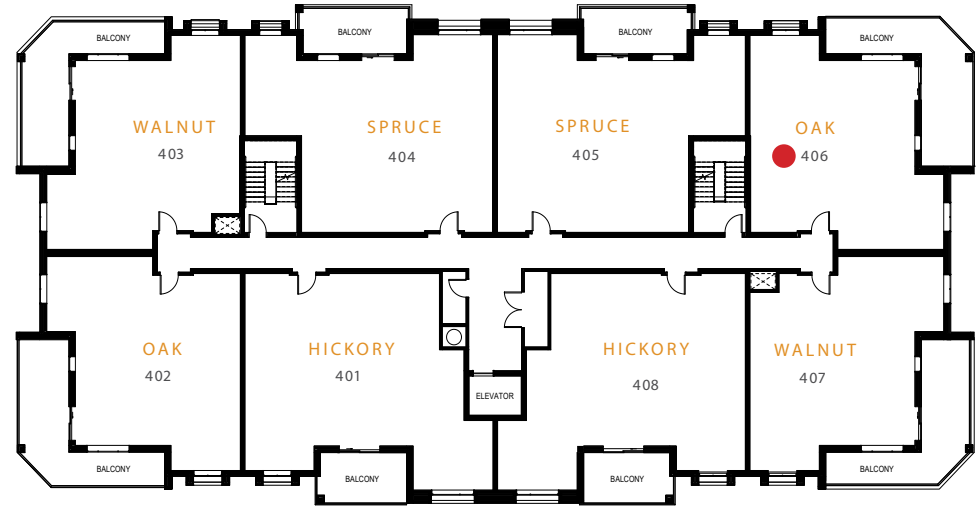 BALCONY
BALCONY
BALCONY
BALCONY
WALNUT
403
SPRUCE
404
SPRUCE
405
OAK
406
OAK
402
HICKORY
401
HICKORY
408
WALNUT
407
ELEVATOR
BALCONY
BALCONY
BALCONY
BALCONY